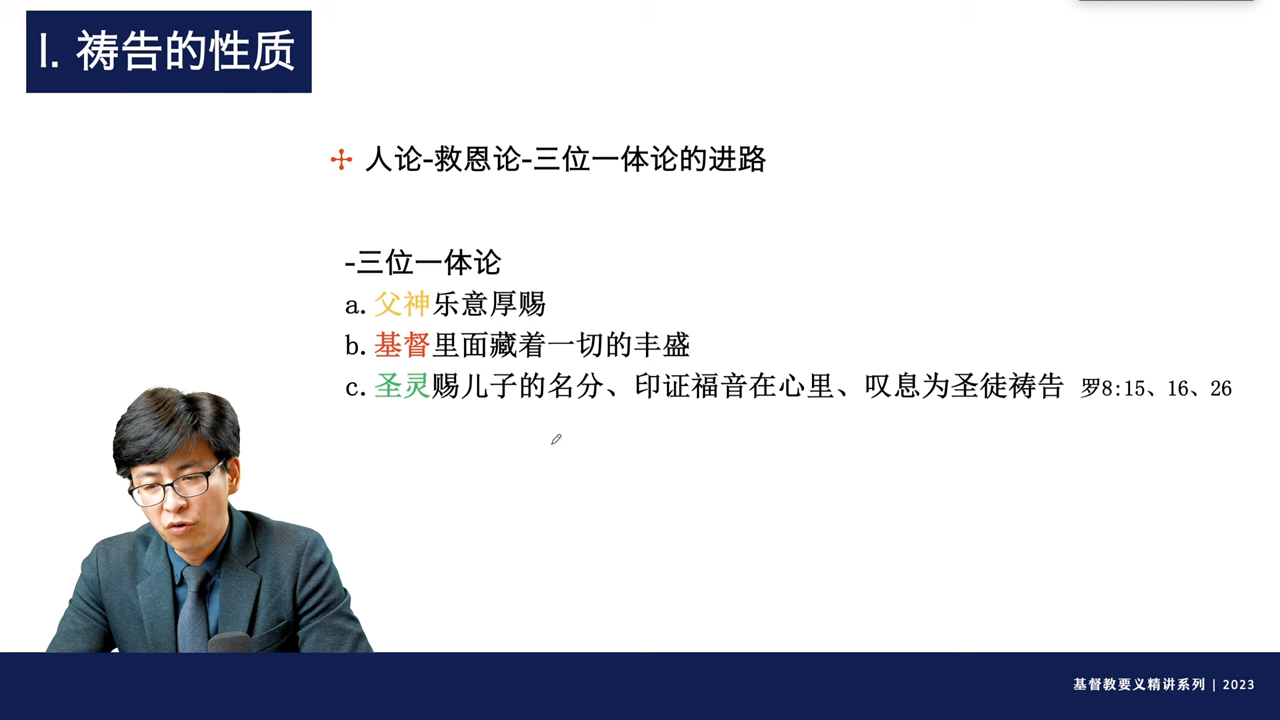 I. 祷告的性质
人论-救恩论-三位一体论的进路
-三位一体论
a. 父神乐意厚赐
b. 基督里面藏着一切的丰盛
c. 圣灵赐儿子的名分、印证福音在心里、叹息为圣徒祷告 罗8:15、16、26
基督教要义精讲系列 | 2023